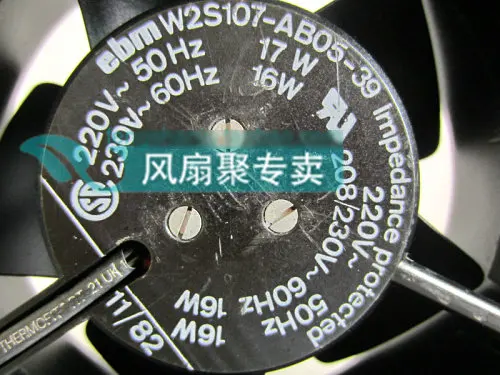 ebm W2S107-AB05-39
220V~ 50Hz 17W
230V~ 60Hz 16W
Impedance protected
220V~ 50Hz 16W
208/230V~ 60Hz 16W
11/82
风扇聚专卖